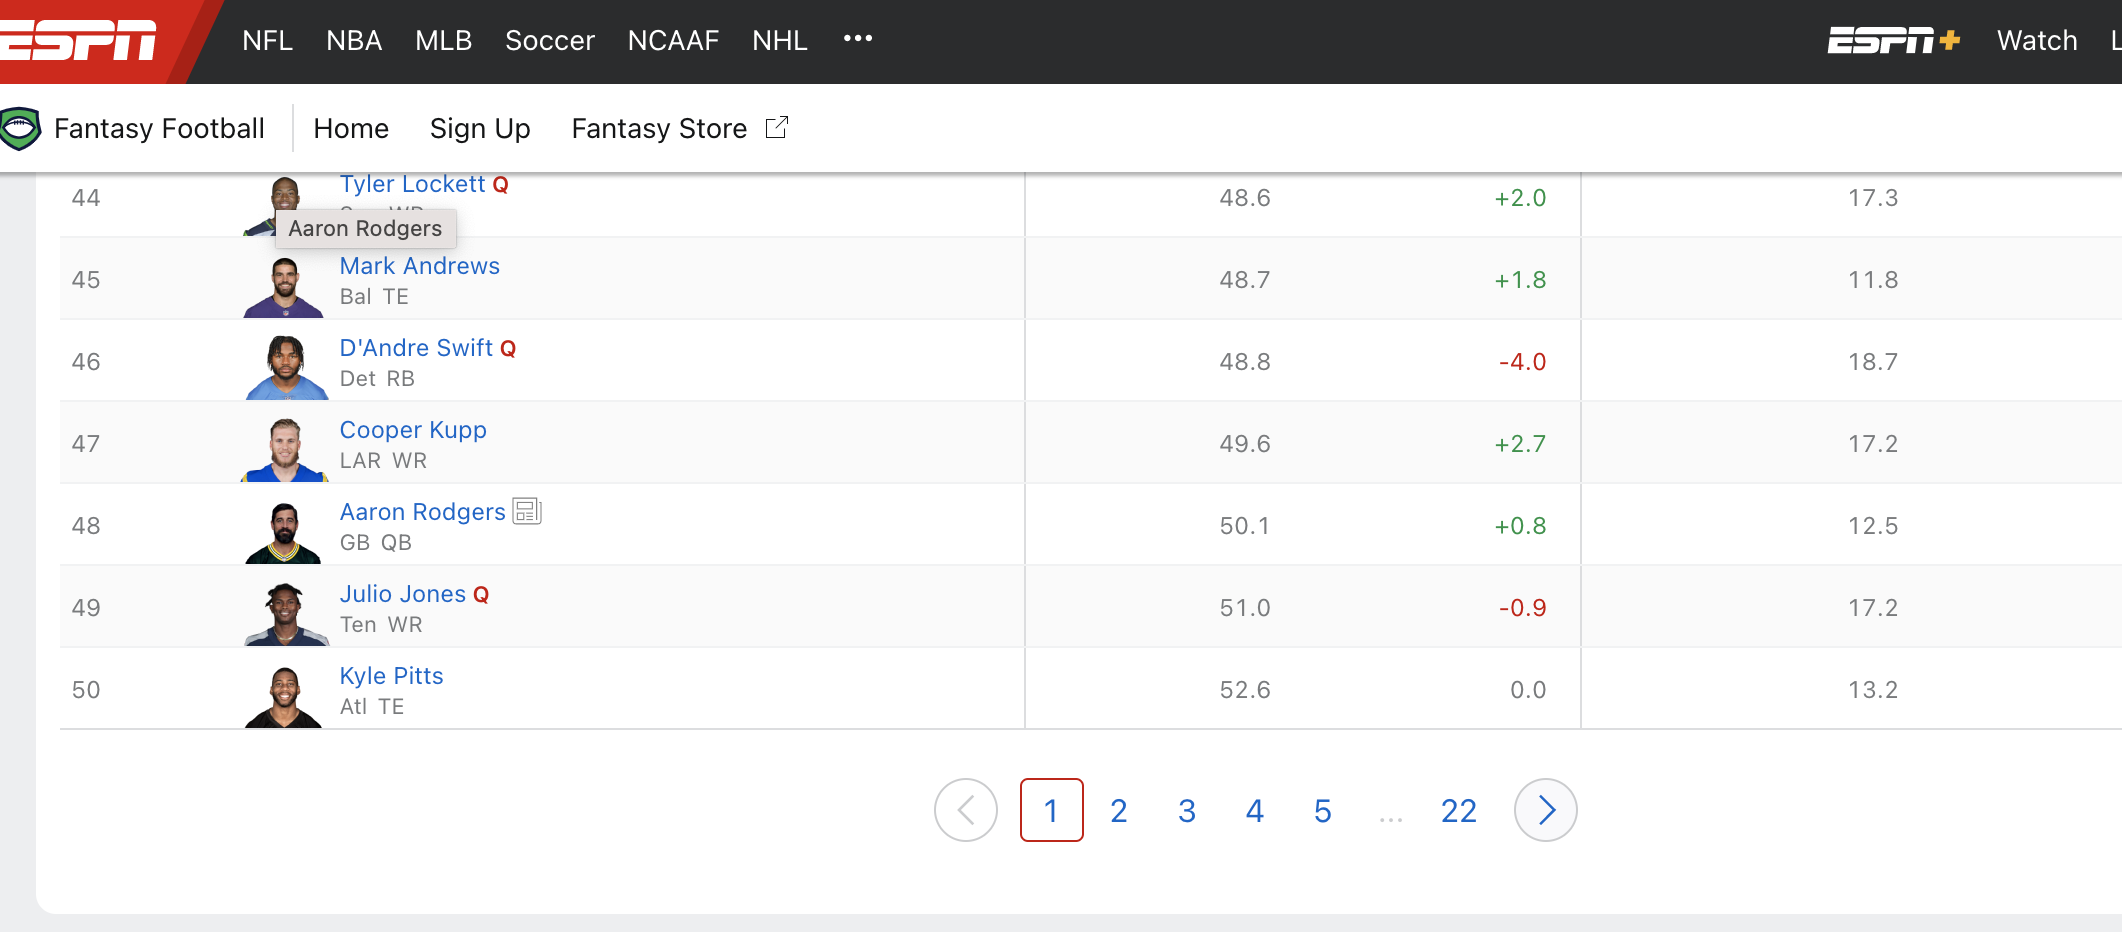 ESPN NFL NBA MLB Soccer NCAAF NHL ••• ESPN+ Watch L
Fantasy Football Home Sign Up Fantasy Store
44 Tyler Lockett Q 48.6 +2.0 17.3
Aaron Rodgers
45 Mark Andrews 48.7 +1.8 11.8
Bal TE
46 D'Andre Swift Q 48.8 -4.0 18.7
Det RB
47 Cooper Kupp 49.6 +2.7 17.2
LAR WR
48 Aaron Rodgers 50.1 +0.8 12.5
GB QB
49 Julio Jones Q 51.0 -0.9 17.2
Ten WR
50 Kyle Pitts 52.6 0.0 13.2
Atl TE
1 2 3 4 5 ... 22